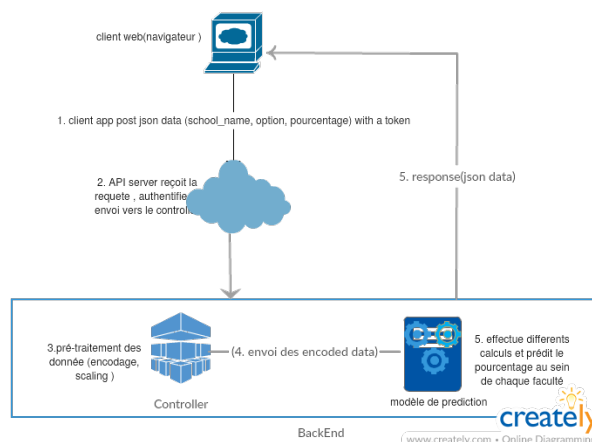 client web(navigateur )
1. client app post json data (school_name, option, pourcentage) with a token
2. API server reçoit la
requete , authentifie
envoi vers le controlle
5. response(json data)
3.pré-traitement des
donnée (encodage,
scaling )
(4. envoi des encoded data)
5. effectue differents
calculs et prédit le
pourcentage au sein
de chaque faculté
Controller
modèle de prediction
BackEnd
creately
www.creately.com • Online Diagramming